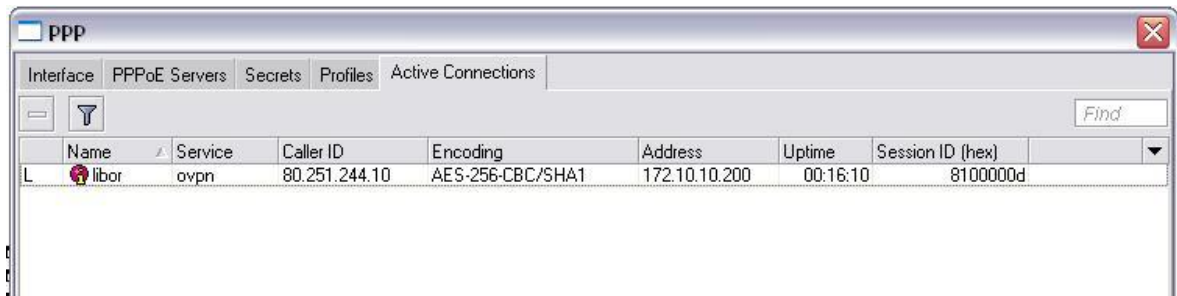 PPP
Interface PPPoE Servers Secrets Profiles Active Connections
Find
Name Service Caller ID Encoding Address Uptime Session ID (hex)
L libor ovpn 80.251.244.10 AES-256-CBC/SHA1 172.10.10.200 00:16:10 8100000d